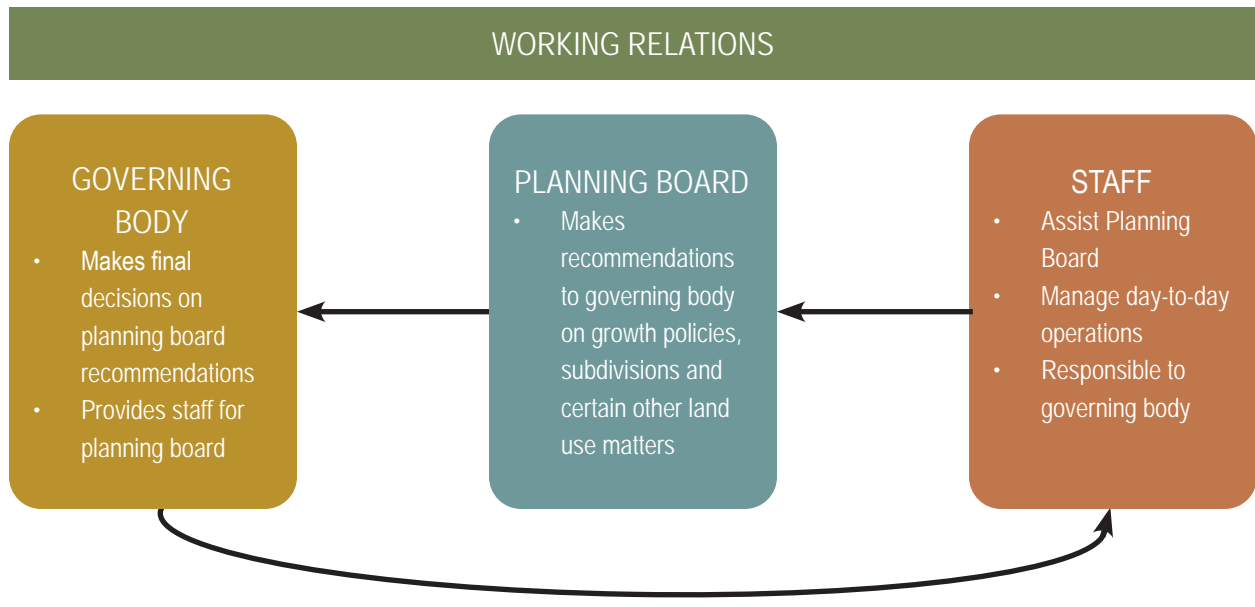 WORKING RELATIONS
GOVERNING
BODY
• Makes final
decisions on
planning board
recommendations
• Provides staff for
planning board
PLANNING BOARD
• Makes
recommendations
to governing body
on growth policies,
subdivisions and
certain other land
use matters
STAFF
• Assist Planning
Board
• Manage day-to-day
operations
• Responsible to
governing body